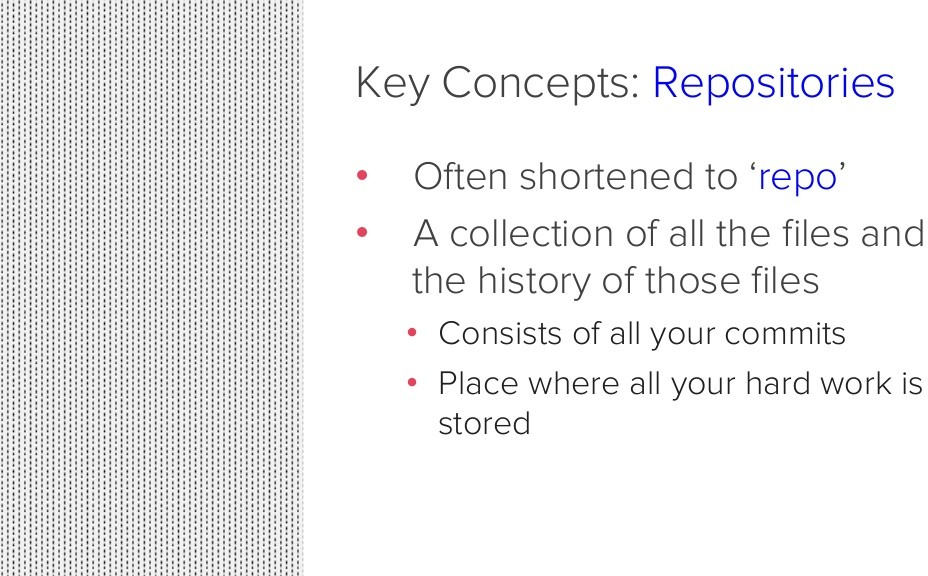 Key Concepts: Repositories
• Often shortened to ‘repo’
• A collection of all the files and
the history of those files
• Consists of all your commits
• Place where all your hard work is
stored